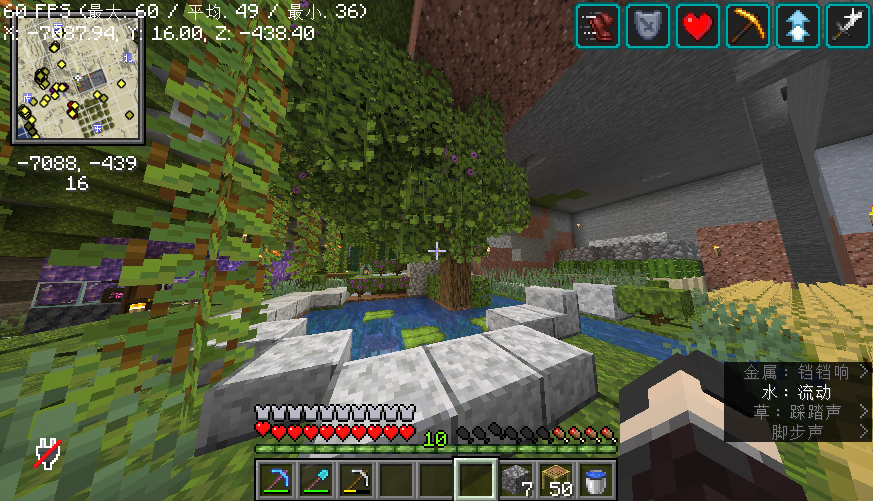 60 FPS (最大. 60 / 平均. 49 / 最小. 36)
X: -7087.94, Y: 16.00, Z: -438.40
-7088, -439
16
金属：铛铛响 >
水：流动
草：踩踏声 >
脚步声 >
10
7
50